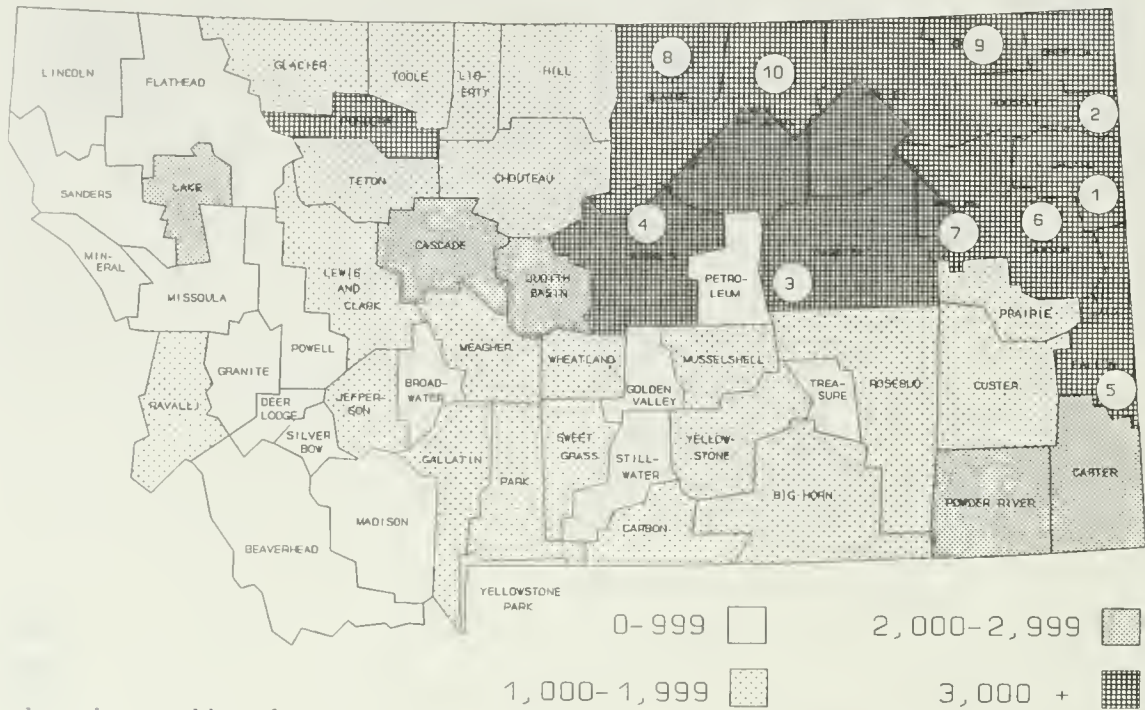 8
9
10
LINCOLN
GLACIER
FLATHEAD
TOOLE
LIB-
ERTY
HILL
2
TETON
CHOUTEAU
SANDERS
LAKE
1
4
6
7
CASCADE
MIN-
ERAL
MISSOULA
LEWIS
AND
CLARK
JUDITH
BASIN
PETRO-
LEUM
3
PRAIRIE
POWELL
MEAGHER
WHEATLAND
MUSSELSHELL
GRANITE
RAVALLI
DEER
LODGE
JEFFER-
SON
BROAD-
WATER
GOLDEN
VALLEY
TREA-
SURE
ROSEBUD
CUSTER
5
SILVER
BOW
GALLATIN
PARK
SWEET
GRASS
STILL-
WATER
YELLOW-
STONE
BIG HORN
POWDER RIVER
CARTER
MADISON
CARBON
BEAVERHEAD
YELLOWSTONE
PARK
0-999
2,000-2,999
1,000-1,999
3,000 +